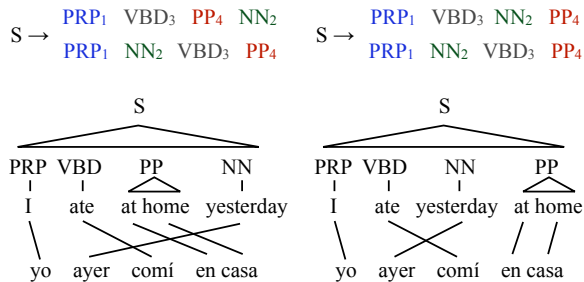 S → PRP₁ VBD₃ PP₄ NN₂
PRP₁ NN₂ VBD₃ PP₄
S
PRP VBD PP NN
I ate at home yesterday
yo ayer comí en casa
S → PRP₁ VBD₃ NN₂ PP₄
PRP₁ NN₂ VBD₃ PP₄
S
PRP VBD NN PP
I ate yesterday at home
yo ayer comí en casa